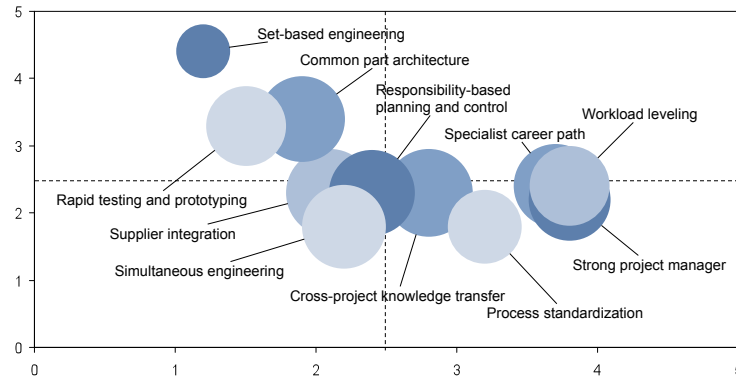 5
Set-based engineering
Common part architecture
4
Responsibility-based
planning and control
Workload leveling
Specialist career path
3
Rapid testing and prototyping
2
Supplier integration
Simultaneous engineering
Strong project manager
Cross-project knowledge transfer
Process standardization
1
0
0
1
2
3
4
5